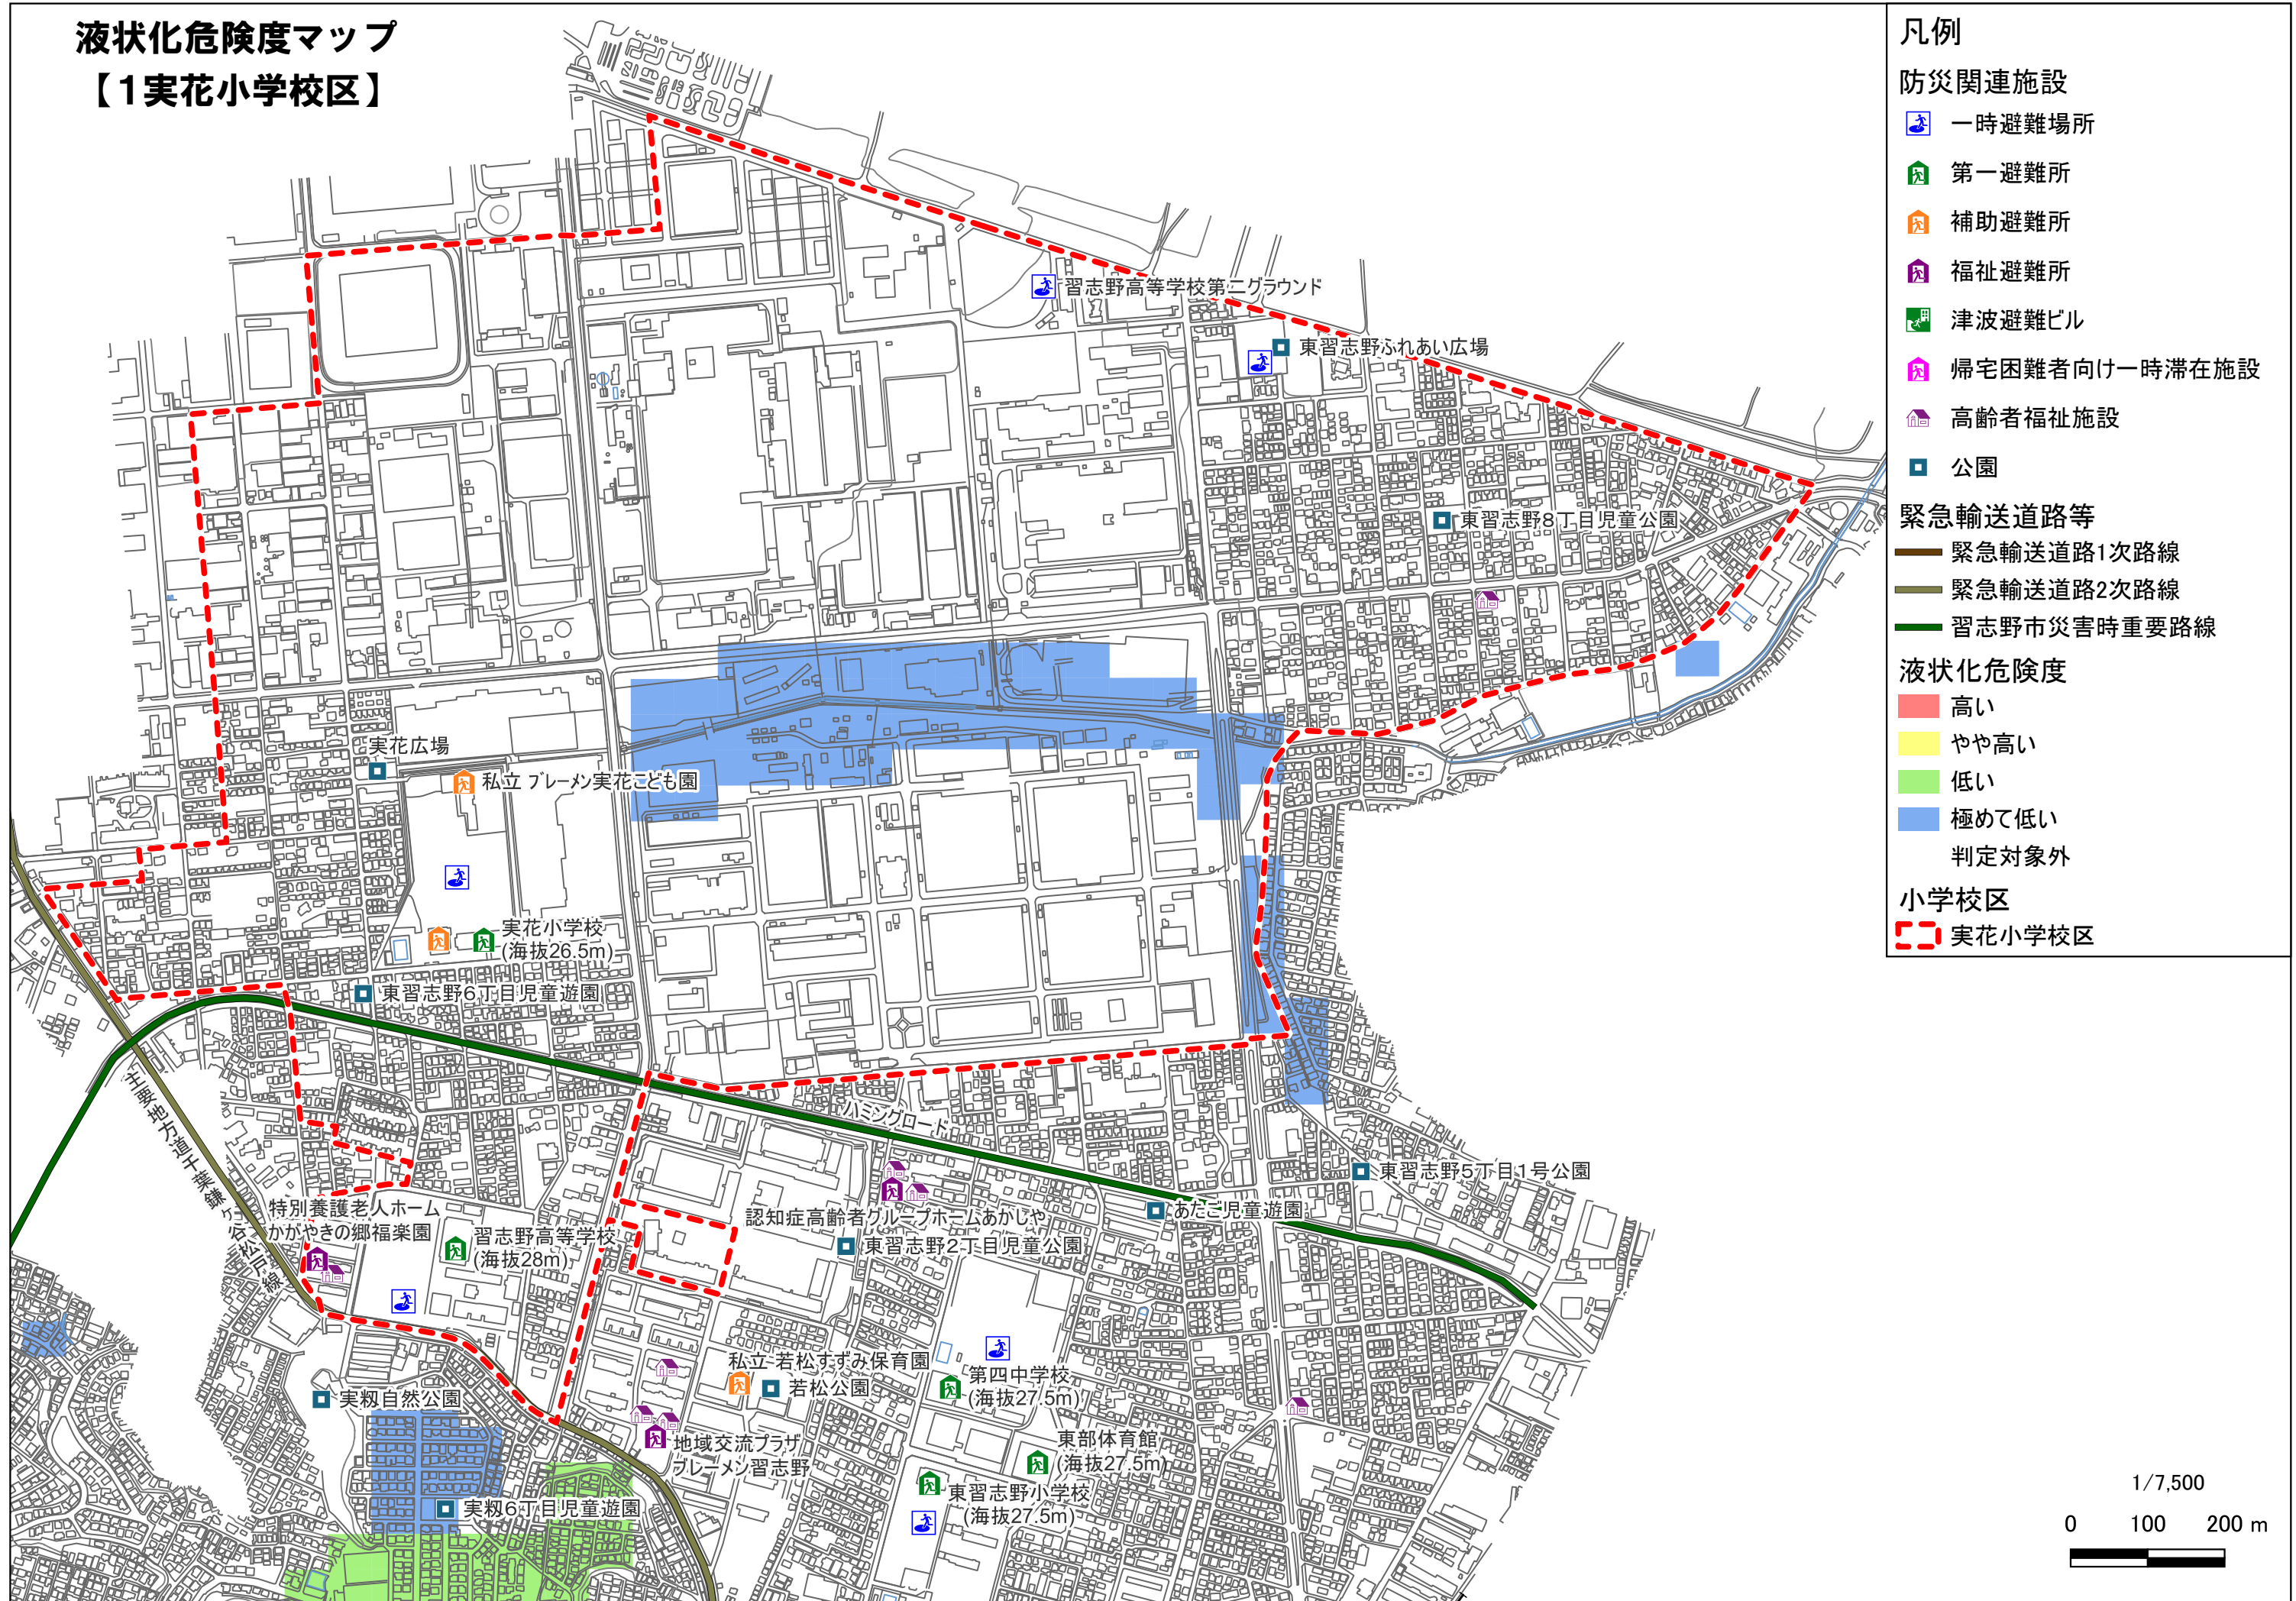 液状化危険度マップ
【1実花小学校区】
凡例
防災関連施設
一時避難場所
第一避難所
補助避難所
福祉避難所
津波避難ビル
帰宅困難者向け一時滞在施設
高齢者福祉施設
公園
緊急輸送道路等
緊急輸送道路1次路線
緊急輸送道路2次路線
習志野市災害時重要路線
液状化危険度
高い
やや高い
低い
極めて低い
判定対象外
小学校区
実花小学校区
習志野高等学校第二グラウンド
東習志野ふれあい広場
東習志野8丁目児童公園
実花広場
私立 ブレーメン実花こども園
実花小学校
(海抜26.5m)
東習志野6丁目児童遊園
主要地方道千葉鎌ケ谷松戸線
ハミングロード
東習志野5丁目1号公園
特別養護老人ホーム
かがやきの郷福楽園
習志野高等学校
(海抜28m)
認知症高齢者グループホームあかしや
あたご児童遊園
東習志野2丁目児童公園
私立 若松すずみ保育園
若松公園
第四中学校
(海抜27.5m)
実籾自然公園
地域交流プラザ
ブレーメン習志野
東部体育館
(海抜27.5m)
東習志野小学校
(海抜27.5m)
実籾6丁目児童遊園
1/7,500
0 100 200 m